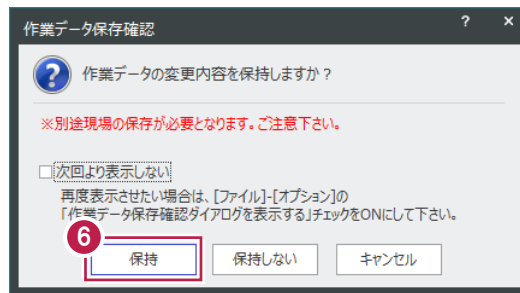 作業データ保存確認
? ×
? 作業データの変更内容を保持しますか？
※別途現場の保存が必要となります。ご注意下さい。
次回より表示しない
再度表示させたい場合は、[ファイル]-[オプション]の
「作業データ保存確認ダイアログを表示する」チェックをONにして下さい。
6
保持 保持しない キャンセル